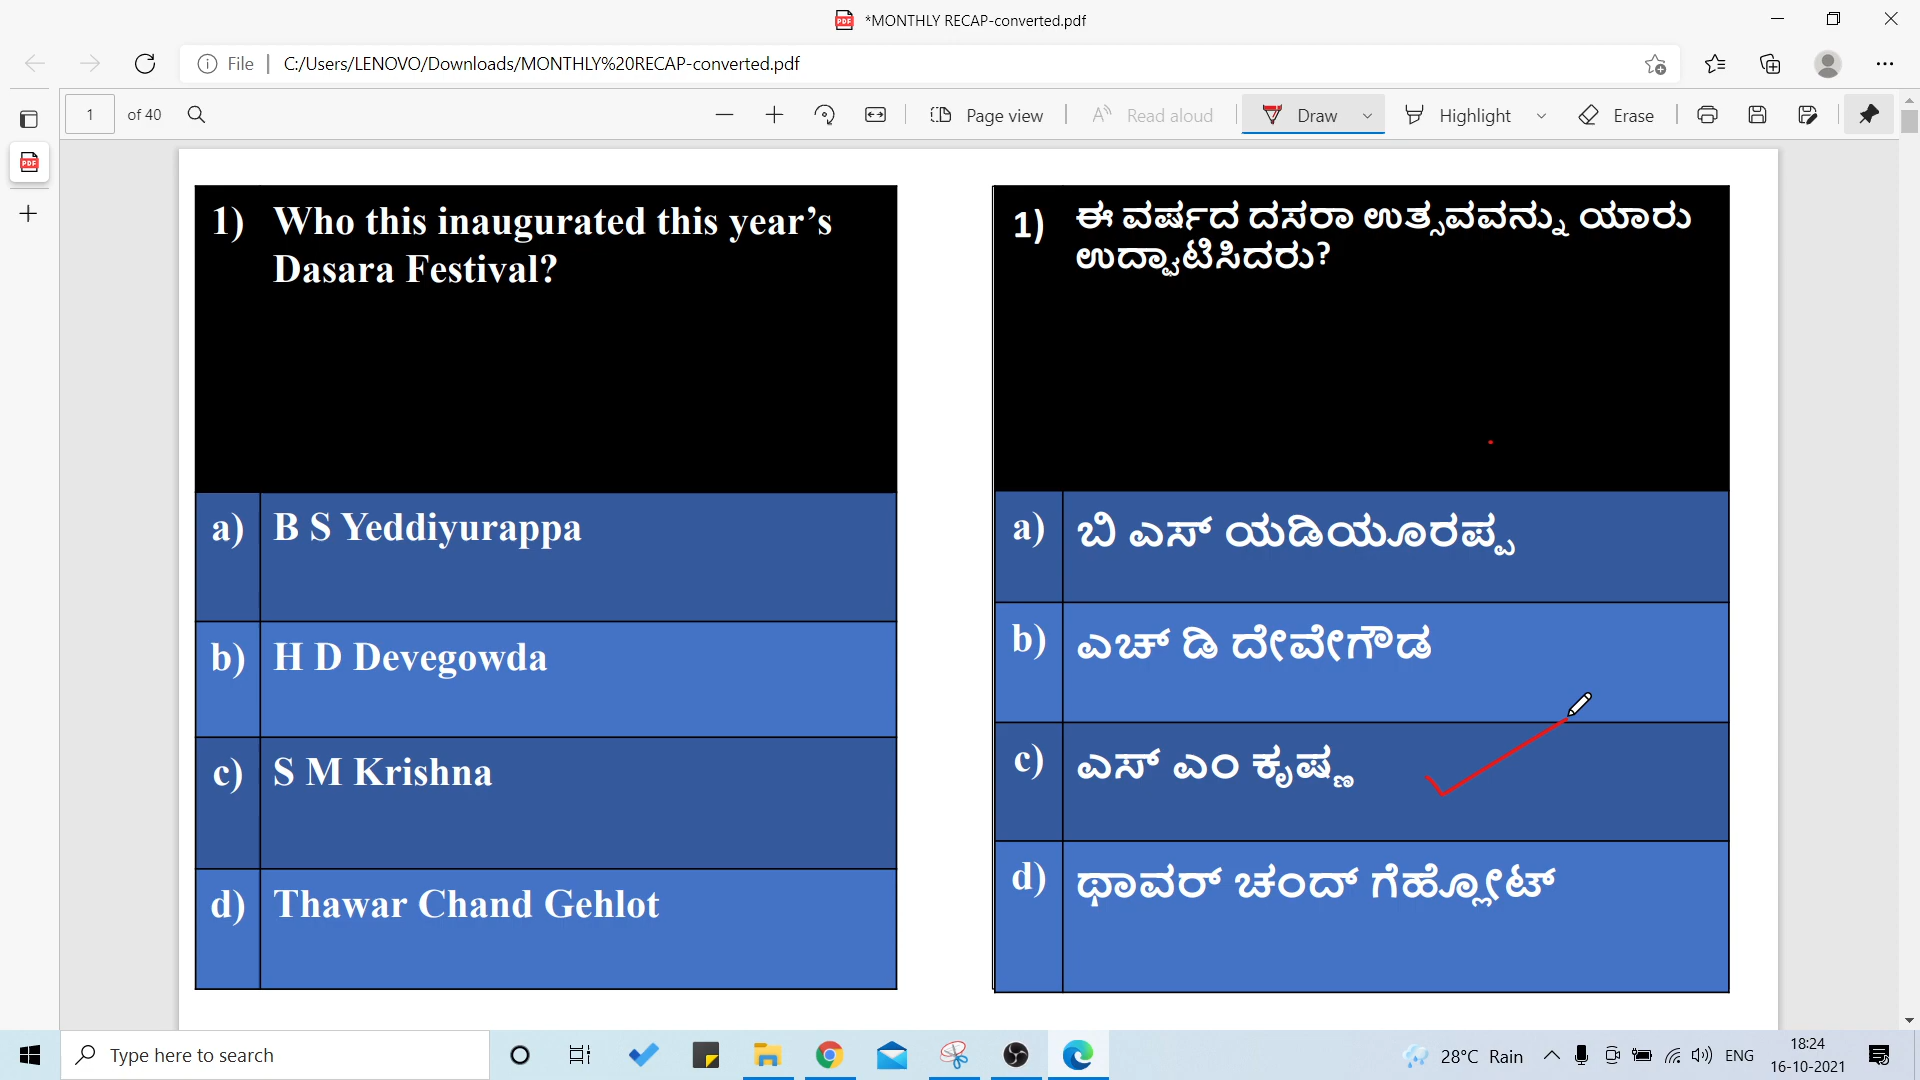 *MONTHLY RECAP-converted.pdf
File
C:/Users/LENOVO/Downloads/MONTHLY%20RECAP-converted.pdf
1 of 40
Page view
Read aloud
Draw
Highlight
Erase
1) Who this inaugurated this year's
Dasara Festival?
a) B S Yeddiyurappa
b) H D Devegowda
c) S M Krishna
d) Thawar Chand Gehlot
1) ಈ ವರ್ಷದ ದಸರಾ ಉತ್ಸವವನ್ನು ಯಾರು
ಉದ್ಘಾಟಿಸಿದರು?
a) ಬಿ ಎಸ್ ಯಡಿಯೂರಪ್ಪ
b) ಎಚ್ ಡಿ ದೇವೇಗೌಡ
c) ಎಸ್ ಎಂ ಕೃಷ್ಣ
d) ಥಾವರ್ ಚಂದ್ ಗೆಹ್ಲೋಟ್
Type here to search
28°C Rain
ENG
18:24
16-10-2021